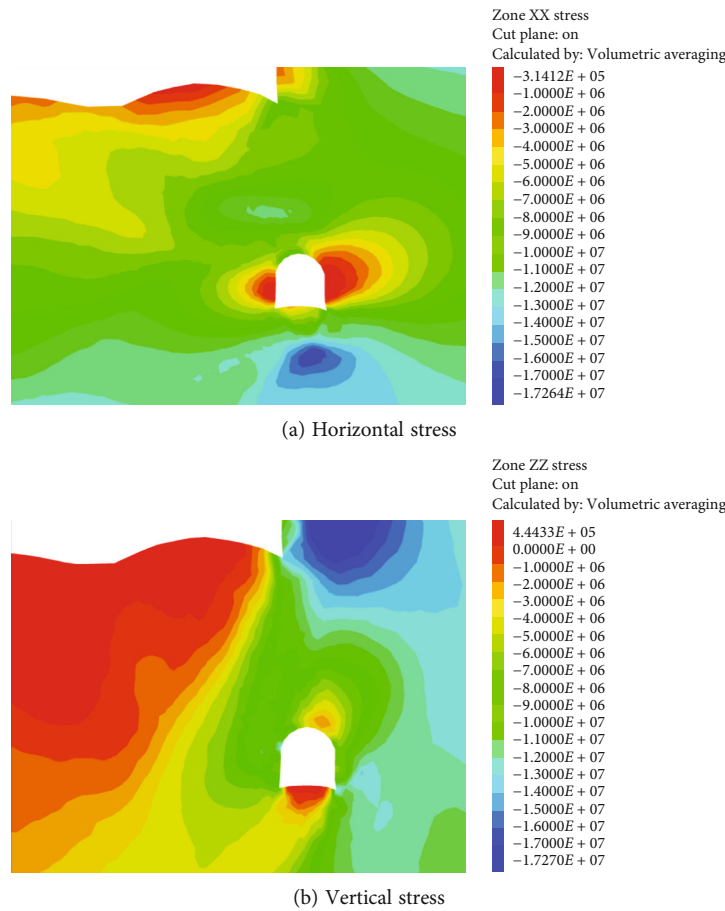 Zone XX stress
Cut plane: on
Calculated by: Volumetric averaging
−3.1412E + 05
−1.0000E + 06
−2.0000E + 06
−3.0000E + 06
−4.0000E + 06
−5.0000E + 06
−6.0000E + 06
−7.0000E + 06
−8.0000E + 06
−9.0000E + 06
−1.0000E + 07
−1.1000E + 07
−1.2000E + 07
−1.3000E + 07
−1.4000E + 07
−1.5000E + 07
−1.6000E + 07
−1.7000E + 07
−1.7264E + 07
(a) Horizontal stress
Zone ZZ stress
Cut plane: on
Calculated by: Volumetric averaging
4.4433E + 05
0.0000E + 00
−1.0000E + 06
−2.0000E + 06
−3.0000E + 06
−4.0000E + 06
−5.0000E + 06
−6.0000E + 06
−7.0000E + 06
−8.0000E + 06
−9.0000E + 06
−1.0000E + 07
−1.1000E + 07
−1.2000E + 07
−1.3000E + 07
−1.4000E + 07
−1.5000E + 07
−1.6000E + 07
−1.7000E + 07
−1.7270E + 07
(b) Vertical stress